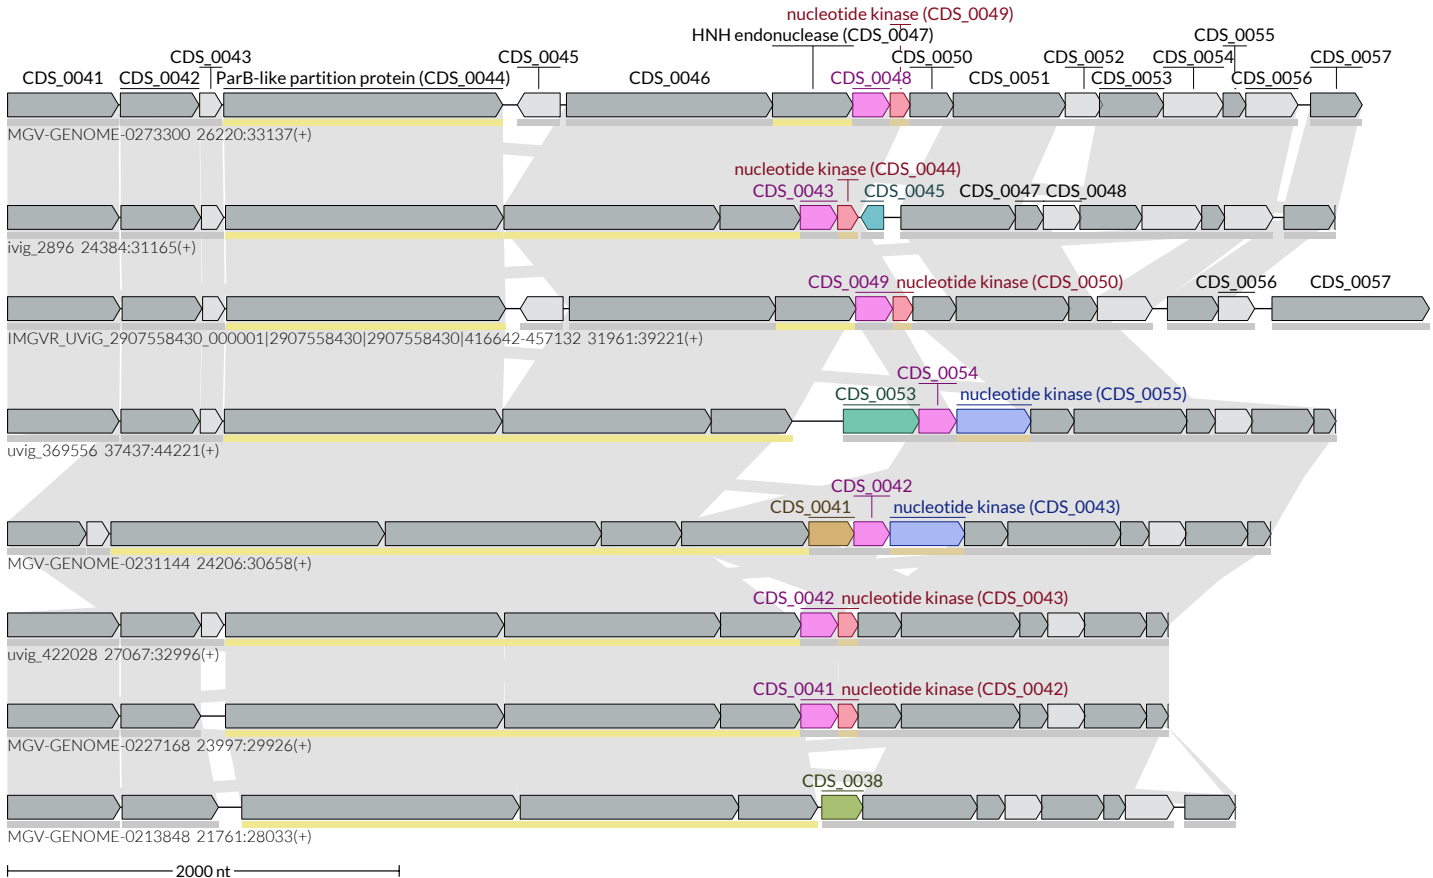 nucleotide kinase (CDS_0049)
HNH endonuclease (CDS_0047)
CDS_0055
CDS_0043 CDS_0045 CDS_0050 CDS_0052 CDS_0054 CDS_0057
CDS_0041 CDS_0042 ParB-like partition protein (CDS_0044) CDS_0046 CDS_0048 CDS_0051 CDS_0053 CDS_0056
MGV-GENOME-0273300 26220:33137(+)
nucleotide kinase (CDS_0044)
CDS_0043 CDS_0045 CDS_0047 CDS_0048
ivig_2896 24384:31165(+)
CDS_0049 nucleotide kinase (CDS_0050) CDS_0056 CDS_0057
IMGVR_UViG_2907558430_000001|2907558430|2907558430|416642-457132 31961:39221(+)
CDS_0054
CDS_0053 nucleotide kinase (CDS_0055)
uvig_369556 37437:44221(+)
CDS_0042
CDS_0041 nucleotide kinase (CDS_0043)
MGV-GENOME-0231144 24206:30658(+)
CDS_0042 nucleotide kinase (CDS_0043)
uvig_422028 27067:32996(+)
CDS_0041 nucleotide kinase (CDS_0042)
MGV-GENOME-0227168 23997:29926(+)
CDS_0038
MGV-GENOME-0213848 21761:28033(+)
2000 nt